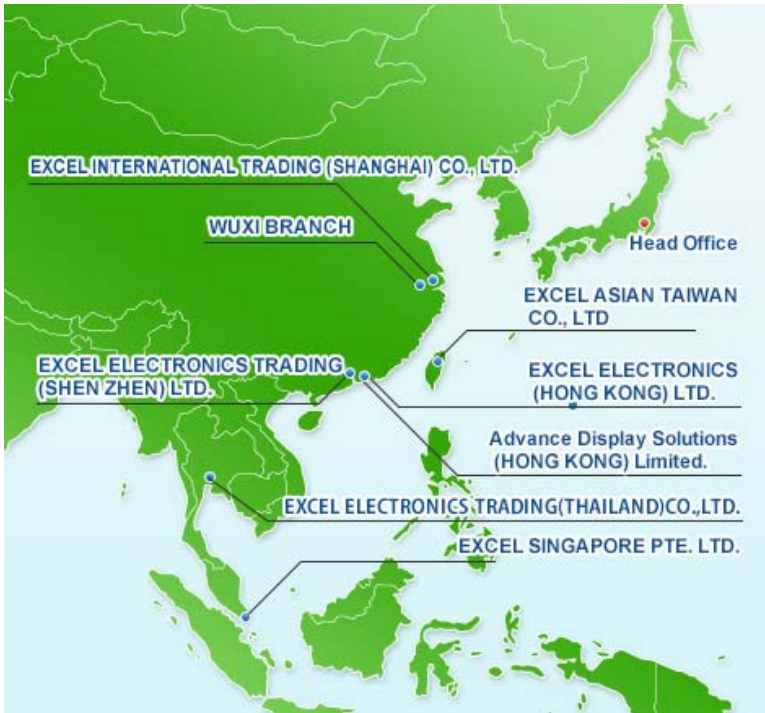 EXCEL INTERNATIONAL TRADING (SHANGHAI) CO., LTD.
WUXI BRANCH
Head Office
EXCEL ASIAN TAIWAN
CO., LTD
EXCEL ELECTRONICS TRADING
(SHEN ZHEN) LTD.
EXCEL ELECTRONICS
(HONG KONG) LTD.
Advance Display Solutions
(HONG KONG) Limited.
EXCEL ELECTRONICS TRADING(THAILAND)CO.,LTD.
EXCEL SINGAPORE PTE. LTD.